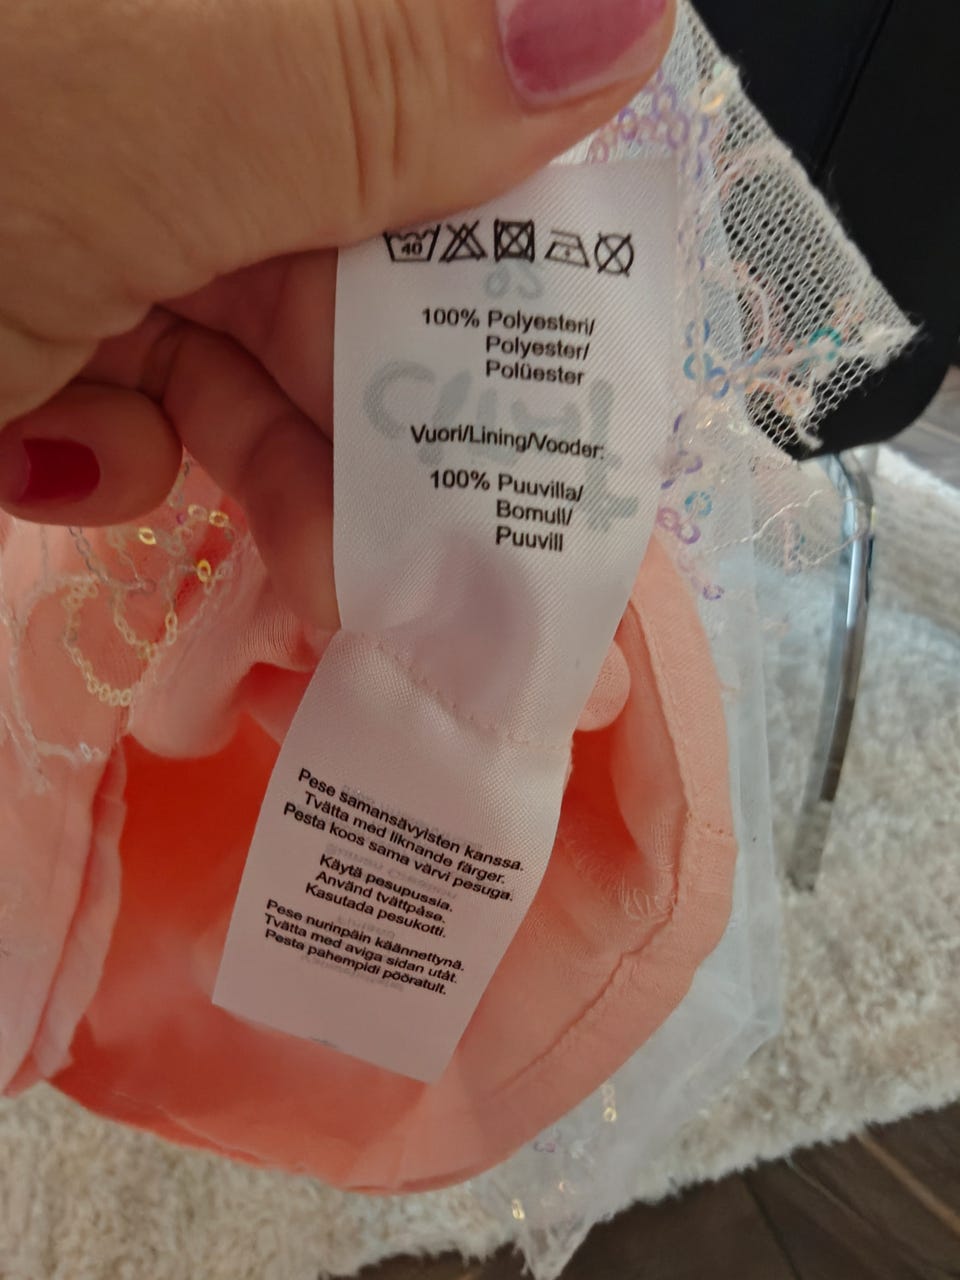 40
100% Polyesteri/
Polyester/
Polüester
Vuori/Lining/Vooder:
100% Puuvilla/
Bomull/
Puuvill
Pese samansävyisten kanssa.
Tvätta med liknande färger.
Pesta koos sama värvi pesuga.
Käytä pesupussia.
Använd tvättpåse.
Kasutada pesukotti.
Pese nurinpäin käännettynä.
Tvätta med aviga sidan utåt.
Pesta pahempidi pööratult.